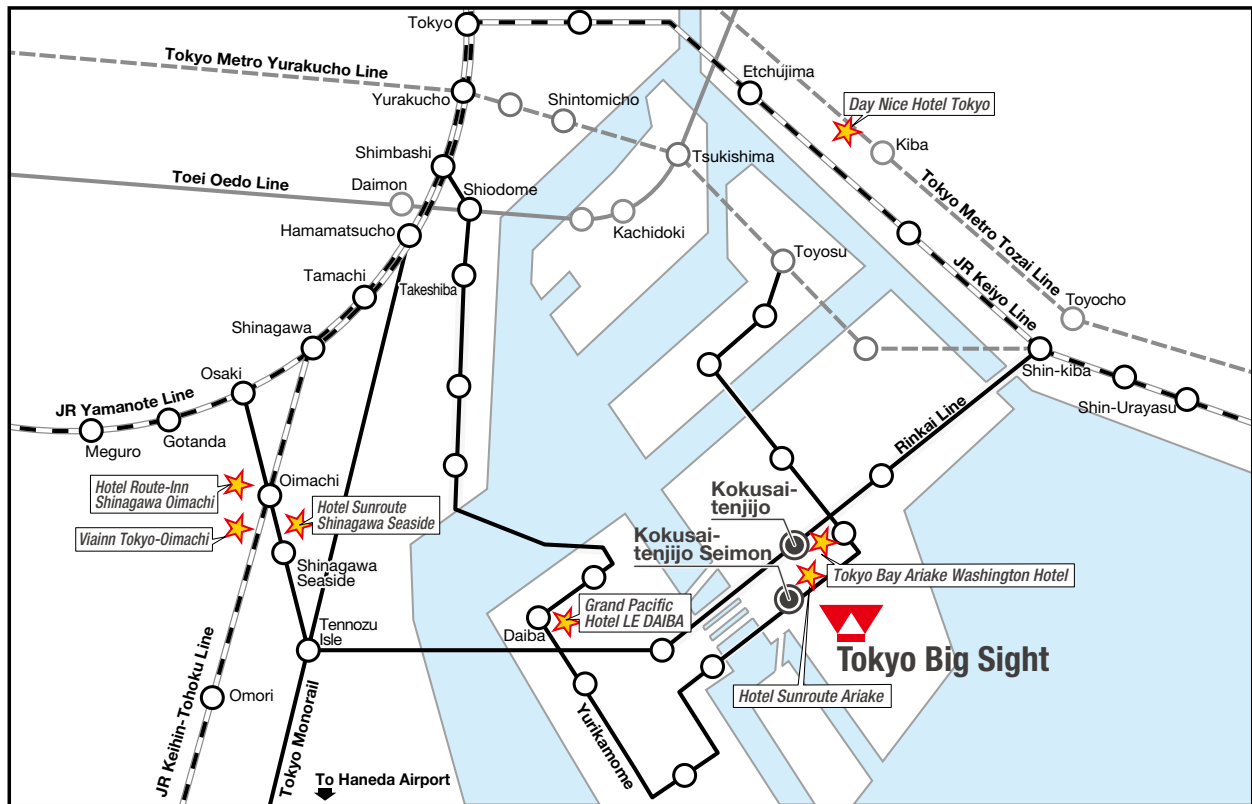 Tokyo
Tokyo Metro Yurakucho Line
Etchujima
Yurakucho
Shintomicho
Day Nice Hotel Tokyo
Kiba
Shimbashi
Tsukishima
Toei Oedo Line
Daimon
Shiodome
Tokyo Metro Tozai Line
Hamamatsucho
Kachidoki
Toyosu
Tamachi
Takeshiba
JR Keiyo Line
Toyocho
Shinagawa
Shin-kiba
Osaki
JR Yamanote Line
Shin-Urayasu
Gotanda
Meguro
Rinkai Line
Hotel Route-Inn
Shinagawa Oimachi
Oimachi
Hotel Sunroute
Shinagawa Seaside
Kokusai-
tenjijo
Viainn Tokyo-Oimachi
Kokusai-
tenjijo Seimon
Shinagawa
Seaside
Tokyo Bay Ariake Washington Hotel
Grand Pacific
Hotel LE DAIBA
Daiba
Tennozu
Isle
Tokyo Big Sight
Hotel Sunroute Ariake
Omori
JR Keihin-Tohoku Line
Tokyo Monorail
Yurikamome
To Haneda Airport